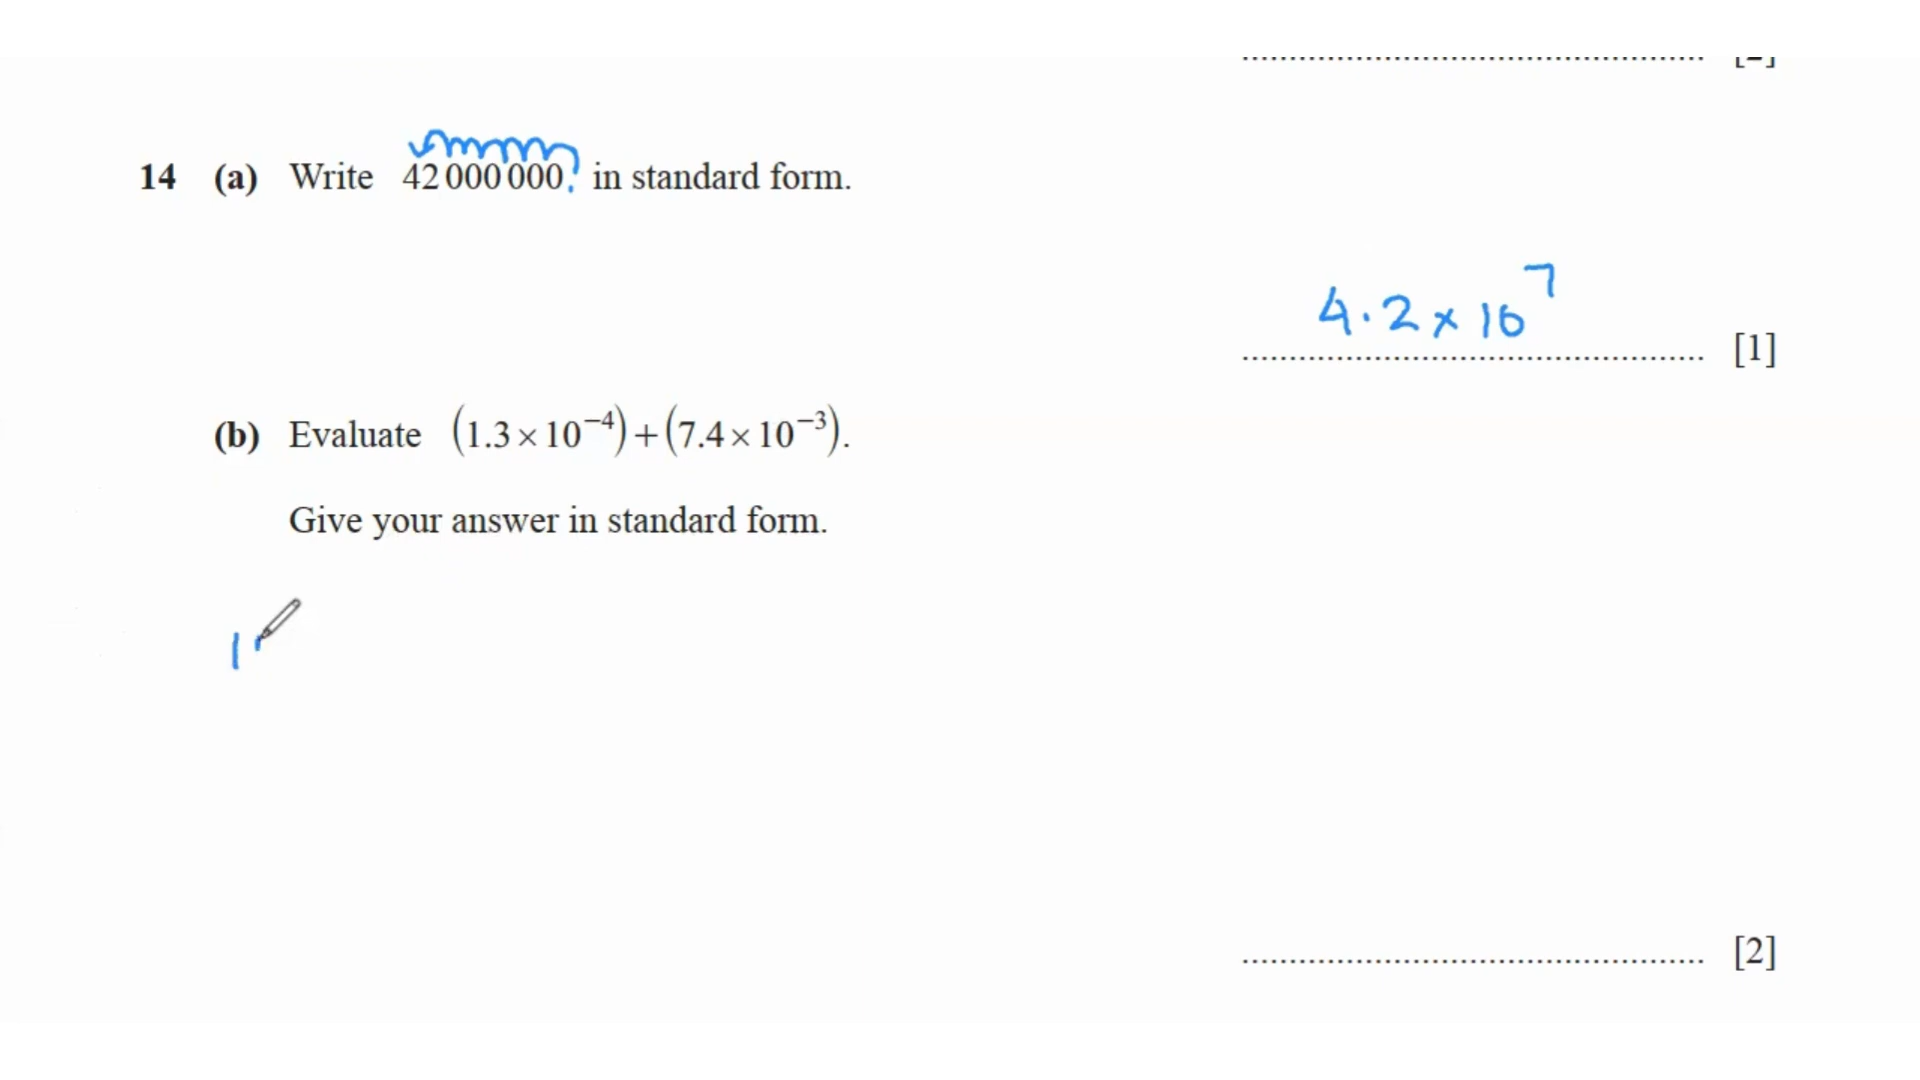 14 (a) Write 42 000 000. in standard form.
4.2 × 10⁷
.................................................. [1]
(b) Evaluate (1.3 × 10⁻⁴) + (7.4 × 10⁻³).
Give your answer in standard form.
1
.................................................. [2]